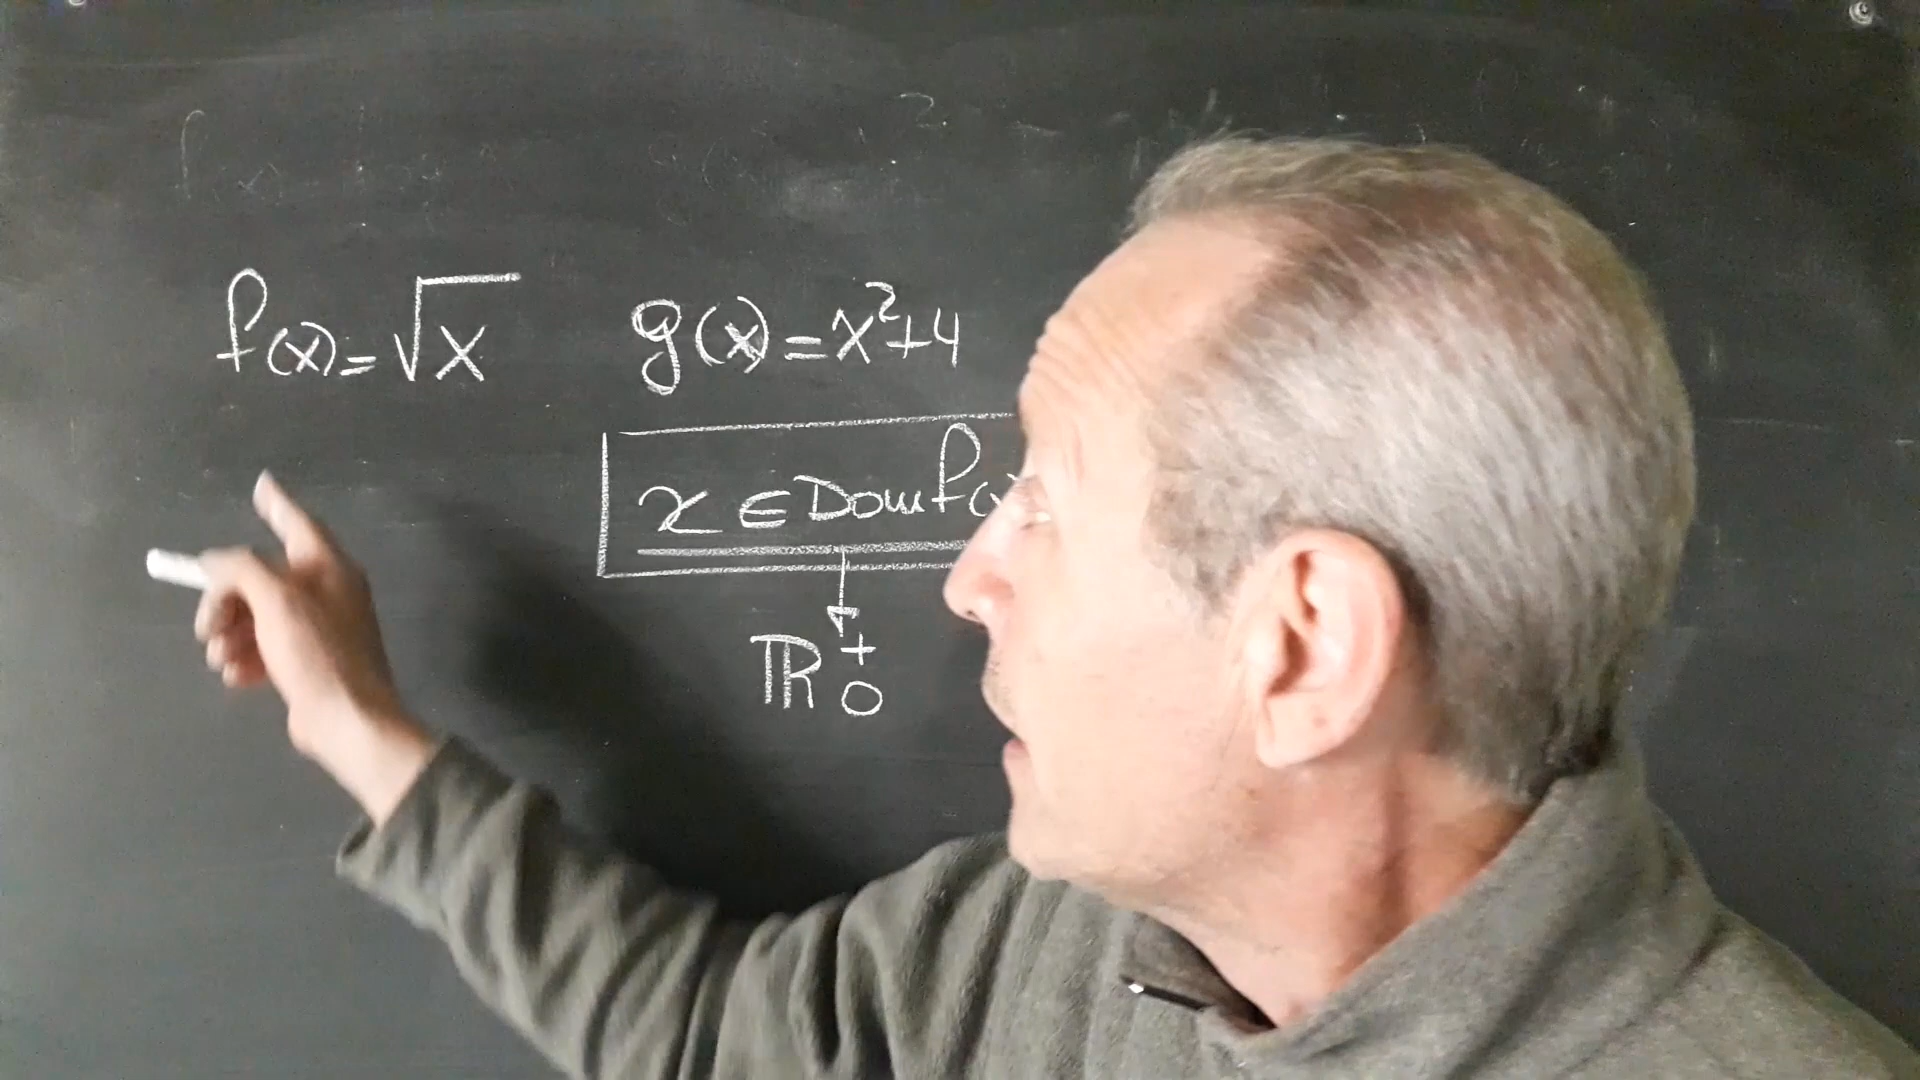 f(x)=√x g(x)=x²+4
x ∈ Dom f(x)
ℝ⁺₀